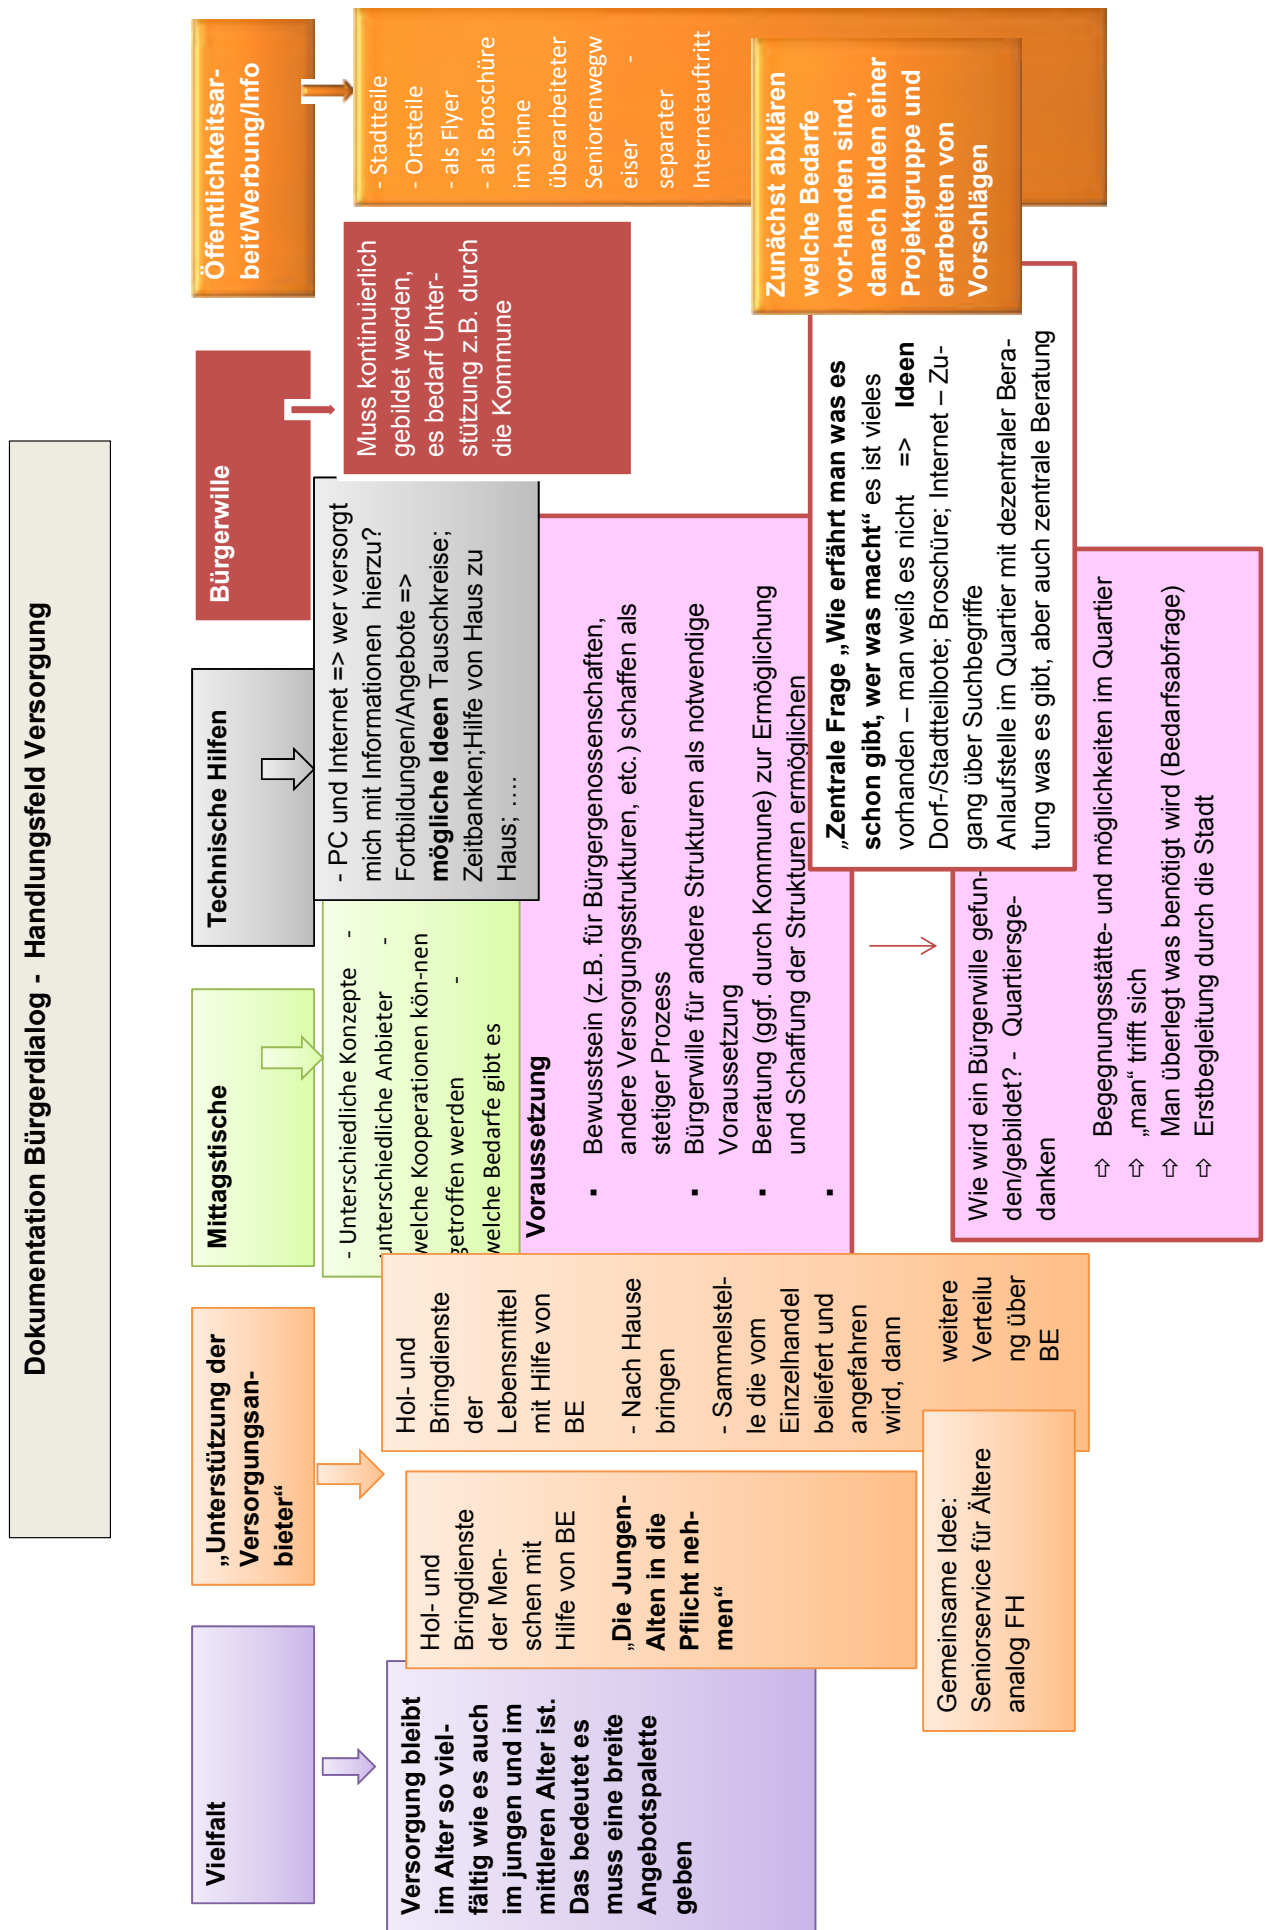 Dokumentation Bürgerdialog - Handlungsfeld Versorgung
Vielfalt
Versorgung bleibt
im Alter so viel-
fältig wie es auch
im jungen und im
mittleren Alter ist.
Das bedeutet es
muss eine breite
Angebotspalette
geben
„Unterstützung der
Versorgungsan-
bieter“
Hol- und
Bringdienste
der Men-
schen mit
Hilfe von BE
„Die Jungen-
Alten in die
Pflicht neh-
men“
Hol- und
Bringdienste
der
Lebensmittel
mit Hilfe von
BE
- Nach Hause
bringen
- Sammelstel-
le die vom
Einzelhandel
beliefert und
angefahren
wird, dann
weitere
Verteilu
ng über
BE
Gemeinsame Idee:
Seniorservice für Ältere
analog FH
Mittagstische
- Unterschiedliche Konzepte -
unterschiedliche Anbieter -
welche Kooperationen kön-nen
getroffen werden -
welche Bedarfe gibt es
Technische Hilfen
- PC und Internet => wer versorgt
mich mit Informationen hierzu?
Fortbildungen/Angebote =>
mögliche Ideen Tauschkreise;
Zeitbanken;Hilfe von Haus zu
Haus; ….
Voraussetzung
▪ Bewusstsein (z.B. für Bürgergenossenschaften,
andere Versorgungsstrukturen, etc.) schaffen als
stetiger Prozess
▪ Bürgerwille für andere Strukturen als notwendige
Voraussetzung
▪ Beratung (ggf. durch Kommune) zur Ermöglichung
und Schaffung der Strukturen ermöglichen
▪
Wie wird ein Bürgerwille gefun-
den/gebildet? - Quartiersge-
danken
⇨ Begegnungsstätte- und möglichkeiten im Quartier
⇨ „man“ trifft sich
⇨ Man überlegt was benötigt wird (Bedarfsabfrage)
⇨ Erstbegleitung durch die Stadt
Bürgerwille
Muss kontinuierlich
gebildet werden,
es bedarf Unter-
stützung z.B. durch
die Kommune
„Zentrale Frage „Wie erfährt man was es
schon gibt, wer was macht“ es ist vieles
vorhanden – man weiß es nicht => Ideen
Dorf-/Stadtteilbote; Broschüre; Internet – Zu-
gang über Suchbegriffe
Anlaufstelle im Quartier mit dezentraler Bera-
tung was es gibt, aber auch zentrale Beratung
Öffentlichkeitsar-
beit/Werbung/Info
- Stadtteile
- Ortsteile
- als Flyer
- als Broschüre
im Sinne
überarbeiteter
Seniorenwegw
eiser -
separater
Internetauftritt
Zunächst abklären
welche Bedarfe
vor-handen sind,
danach bilden einer
Projektgruppe und
erarbeiten von
Vorschlägen